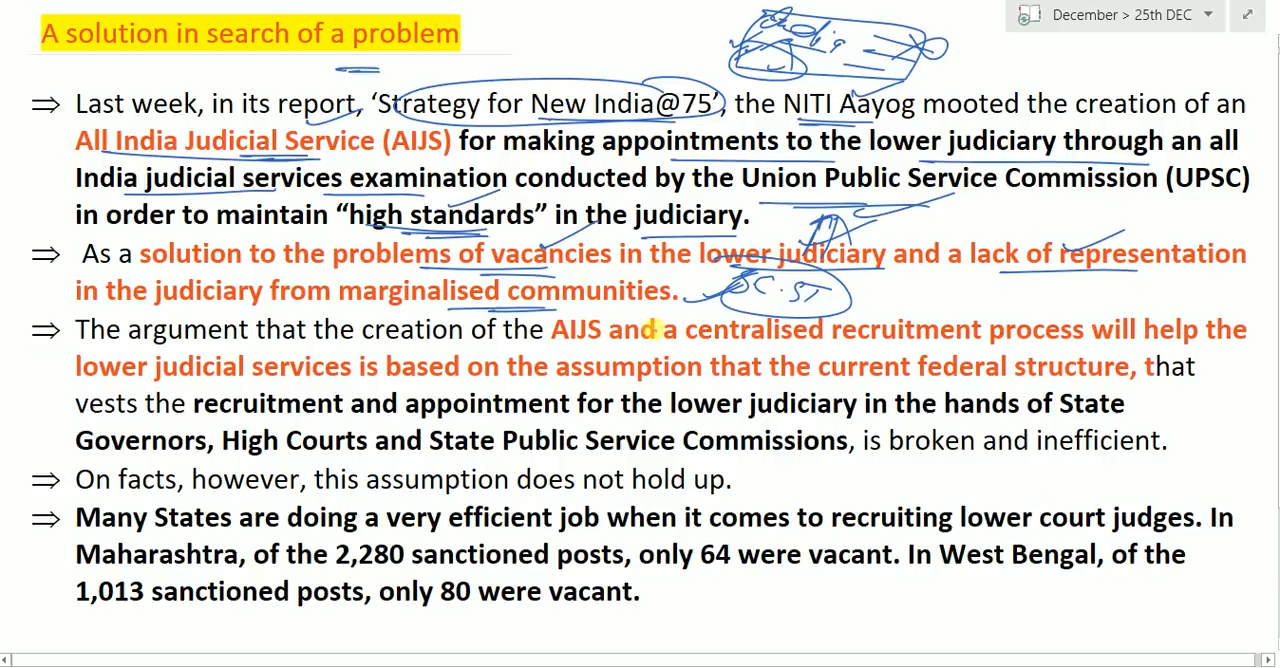 A solution in search of a problem
December > 25th DEC
⇒ Last week, in its report, ‘Strategy for New India@75’, the NITI Aayog mooted the creation of an
All India Judicial Service (AIJS) for making appointments to the lower judiciary through an all
India judicial services examination conducted by the Union Public Service Commission (UPSC)
in order to maintain “high standards” in the judiciary.
⇒ As a solution to the problems of vacancies in the lower judiciary and a lack of representation
in the judiciary from marginalised communities. SC. ST
⇒ The argument that the creation of the AIJS and a centralised recruitment process will help the
lower judicial services is based on the assumption that the current federal structure, that
vests the recruitment and appointment for the lower judiciary in the hands of State
Governors, High Courts and State Public Service Commissions, is broken and inefficient.
⇒ On facts, however, this assumption does not hold up.
⇒ Many States are doing a very efficient job when it comes to recruiting lower court judges. In
Maharashtra, of the 2,280 sanctioned posts, only 64 were vacant. In West Bengal, of the
1,013 sanctioned posts, only 80 were vacant.